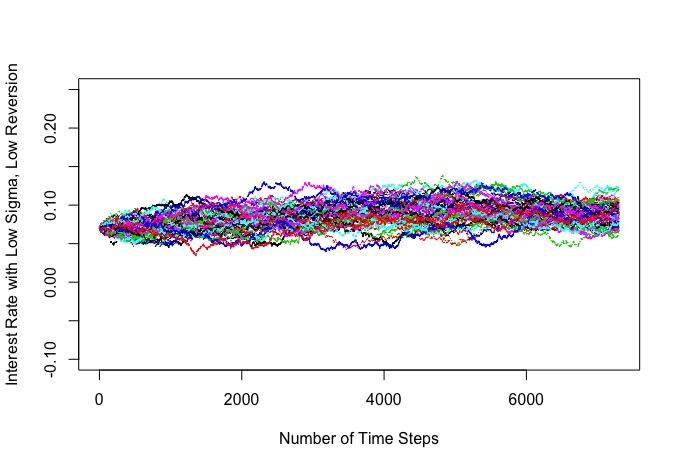 Interest Rate with Low Sigma, Low Reversion
0.20
0.10
0.00
-0.10
0 2000 4000 6000
Number of Time Steps